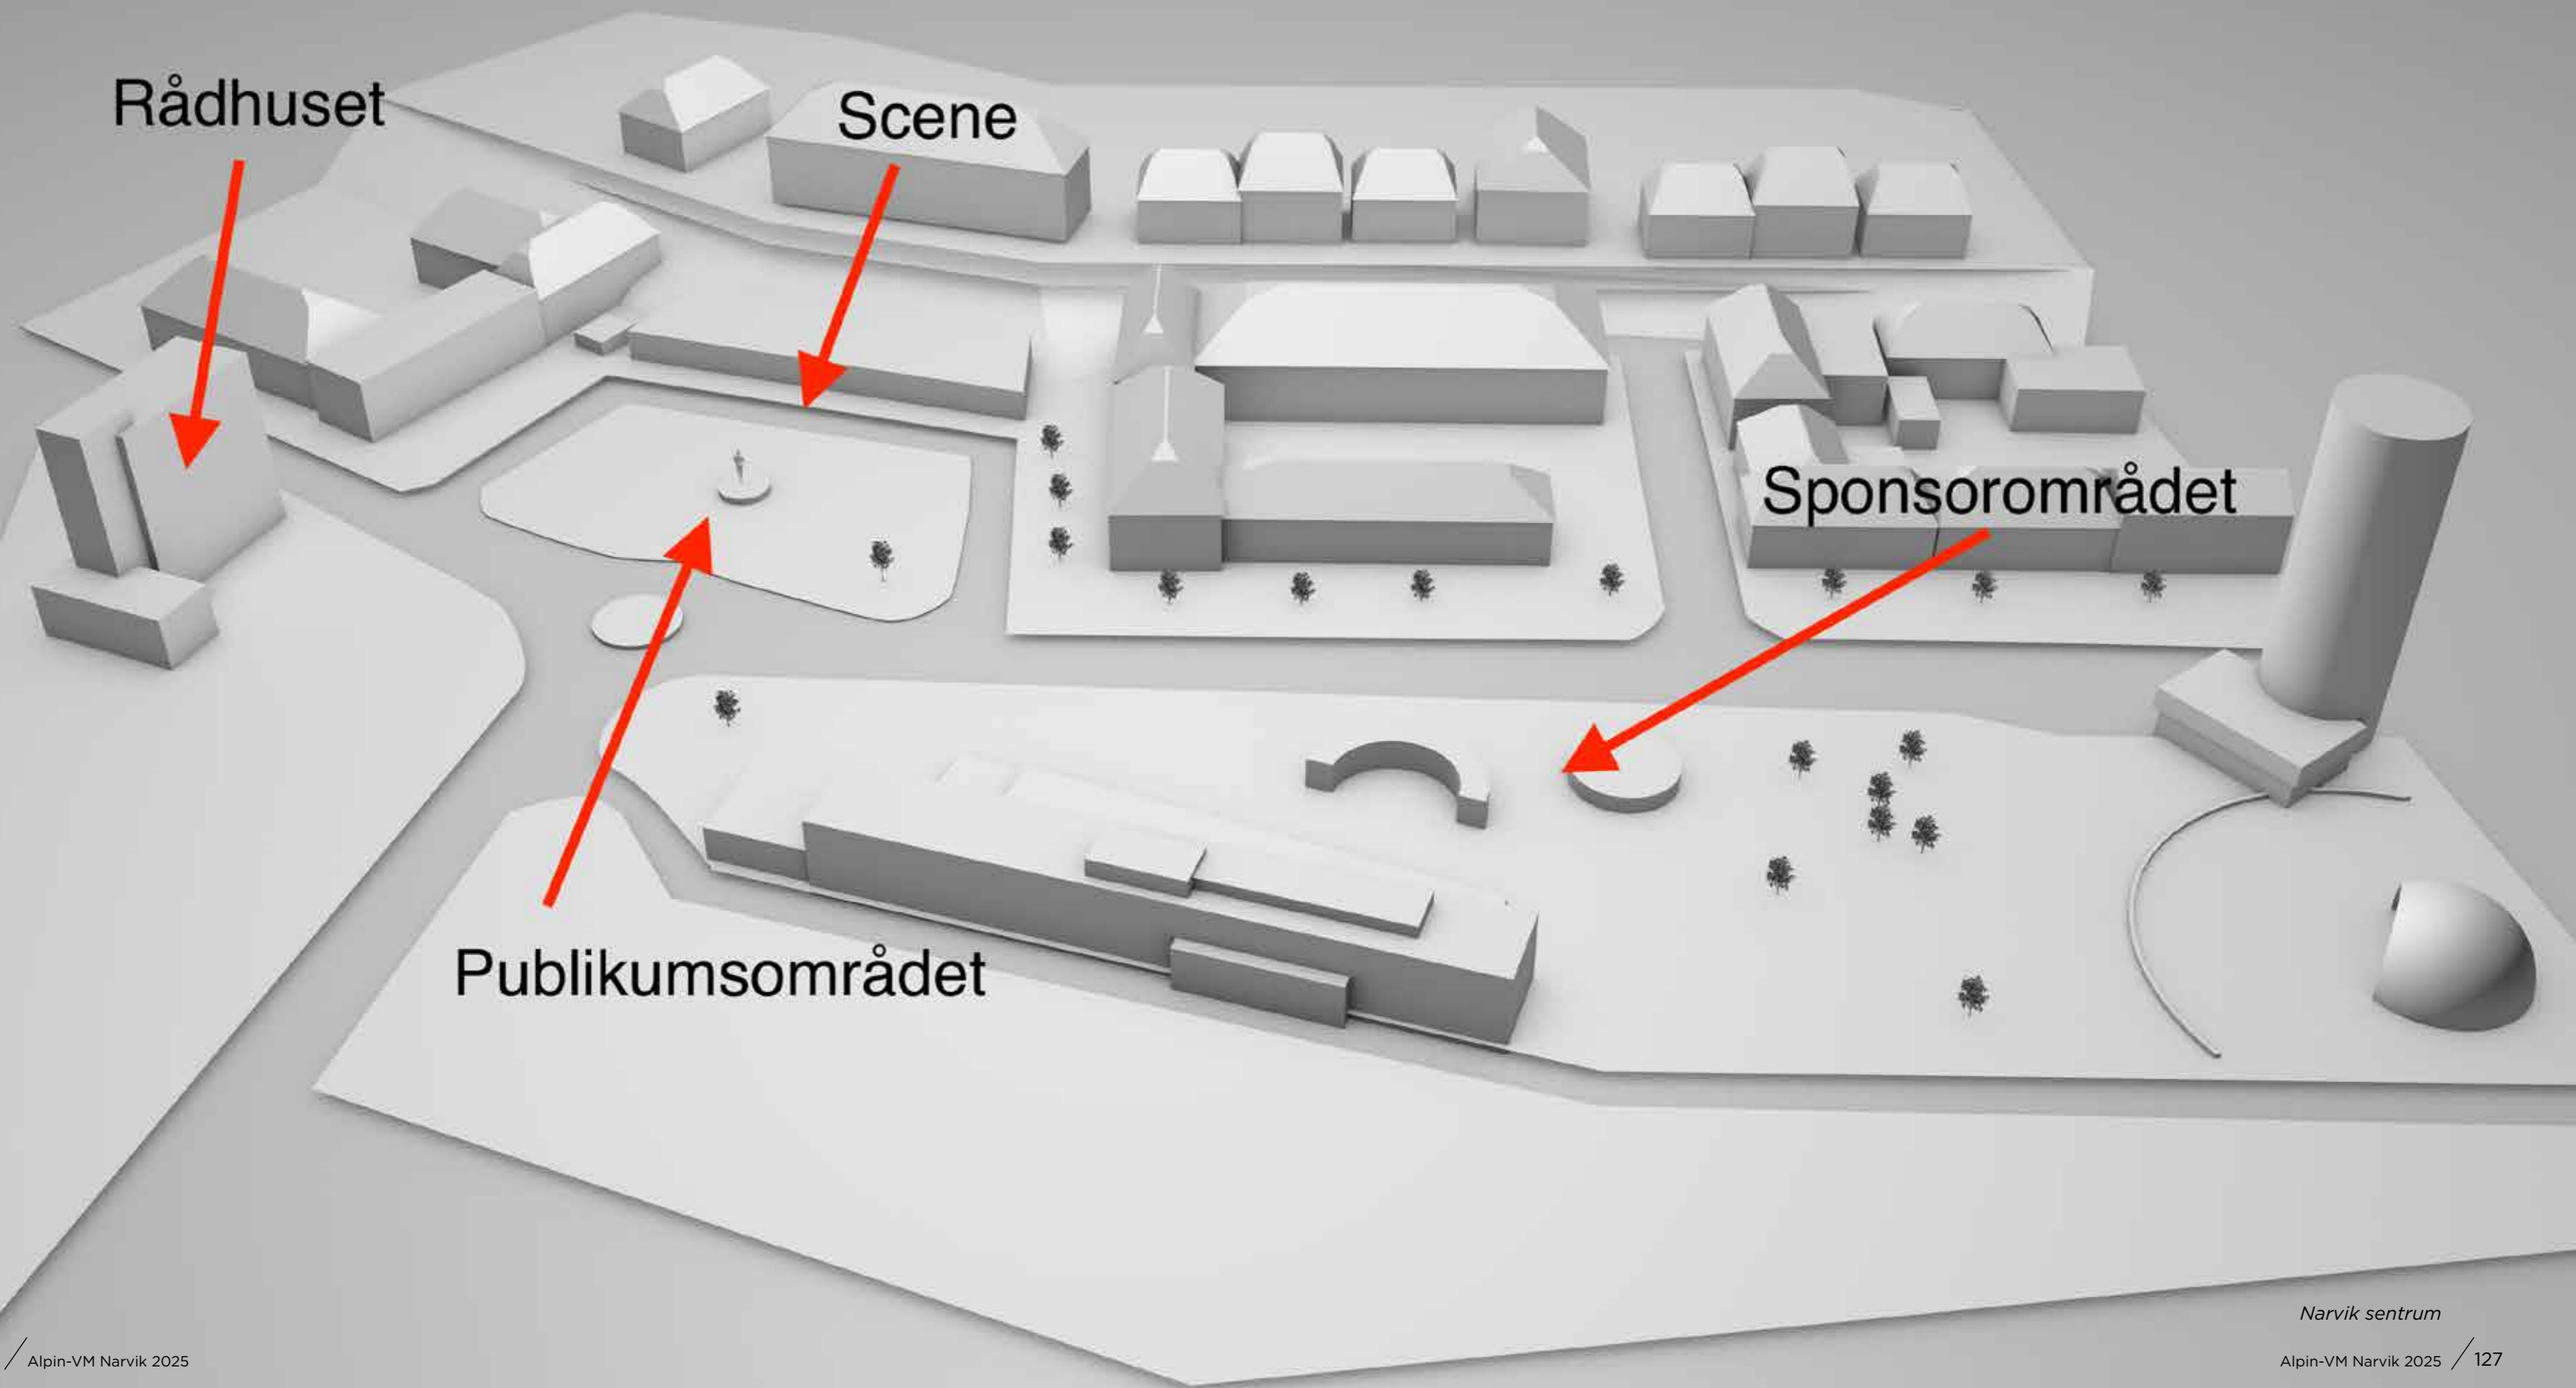 Rådhuset
Scene
Sponsorområdet
Publikumsområdet
Narvik sentrum
Alpin-VM Narvik 2025
Alpin-VM Narvik 2025 / 127